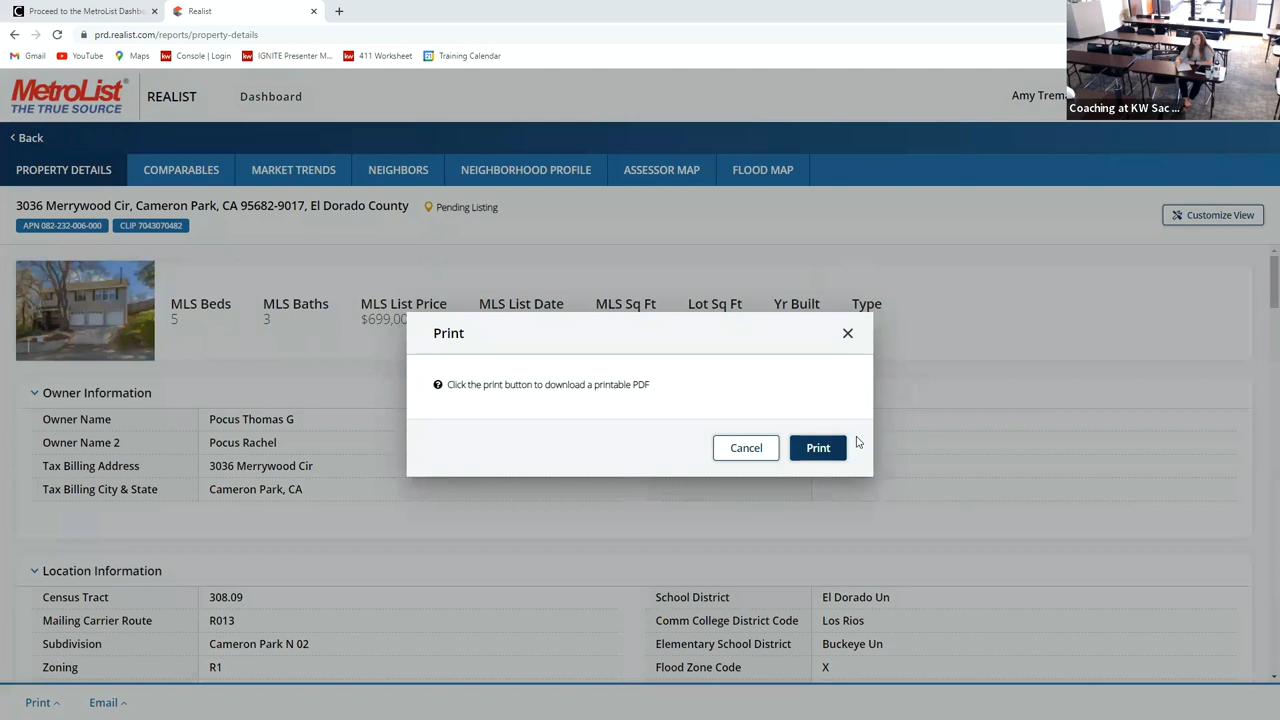 Proceed to the MetroList Dashb
Realist
prd.realist.com/reports/property-details
Gmail
YouTube
Maps
Console | Login
IGNITE Presenter M...
411 Worksheet
Training Calendar
MetroList®
THE TRUE SOURCE
REALIST
Dashboard
Amy Trem
Coaching at KW Sac ...
Back
PROPERTY DETAILS
COMPARABLES
MARKET TRENDS
NEIGHBORS
NEIGHBORHOOD PROFILE
ASSESSOR MAP
FLOOD MAP
3036 Merrywood Cir, Cameron Park, CA 95682-9017, El Dorado County
Pending Listing
APN 082-232-006-000
CLIP 7043070482
Customize View
MLS Beds
MLS Baths
MLS List Price
MLS List Date
MLS Sq Ft
Lot Sq Ft
Yr Built
Type
5
3
$699,00
Print
Click the print button to download a printable PDF
Cancel
Print
Owner Information
Owner Name
Pocus Thomas G
Owner Name 2
Pocus Rachel
Tax Billing Address
3036 Merrywood Cir
Tax Billing City & State
Cameron Park, CA
Location Information
Census Tract
308.09
School District
El Dorado Un
Mailing Carrier Route
R013
Comm College District Code
Los Rios
Subdivision
Cameron Park N 02
Elementary School District
Buckeye Un
Zoning
R1
Flood Zone Code
X
Print
Email